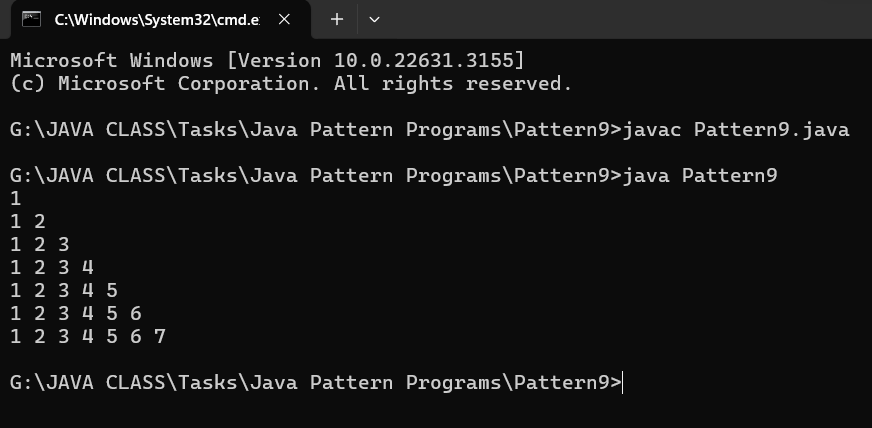 C:\Windows\System32\cmd.e
Microsoft Windows [Version 10.0.22631.3155]
(c) Microsoft Corporation. All rights reserved.
G:\JAVA CLASS\Tasks\Java Pattern Programs\Pattern9>javac Pattern9.java
G:\JAVA CLASS\Tasks\Java Pattern Programs\Pattern9>java Pattern9
1
1 2
1 2 3
1 2 3 4
1 2 3 4 5
1 2 3 4 5 6
1 2 3 4 5 6 7
G:\JAVA CLASS\Tasks\Java Pattern Programs\Pattern9>